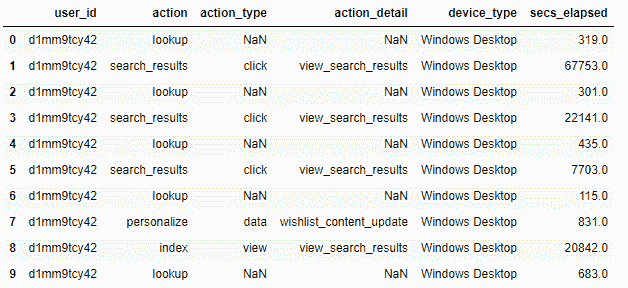 user_id action action_type action_detail device_type secs_elapsed
0 d1mm9tcy42 lookup NaN NaN Windows Desktop 319.0
1 d1mm9tcy42 search_results click view_search_results Windows Desktop 67753.0
2 d1mm9tcy42 lookup NaN NaN Windows Desktop 301.0
3 d1mm9tcy42 search_results click view_search_results Windows Desktop 22141.0
4 d1mm9tcy42 lookup NaN NaN Windows Desktop 435.0
5 d1mm9tcy42 search_results click view_search_results Windows Desktop 7703.0
6 d1mm9tcy42 lookup NaN NaN Windows Desktop 115.0
7 d1mm9tcy42 personalize data wishlist_content_update Windows Desktop 831.0
8 d1mm9tcy42 index view view_search_results Windows Desktop 20842.0
9 d1mm9tcy42 lookup NaN NaN Windows Desktop 683.0